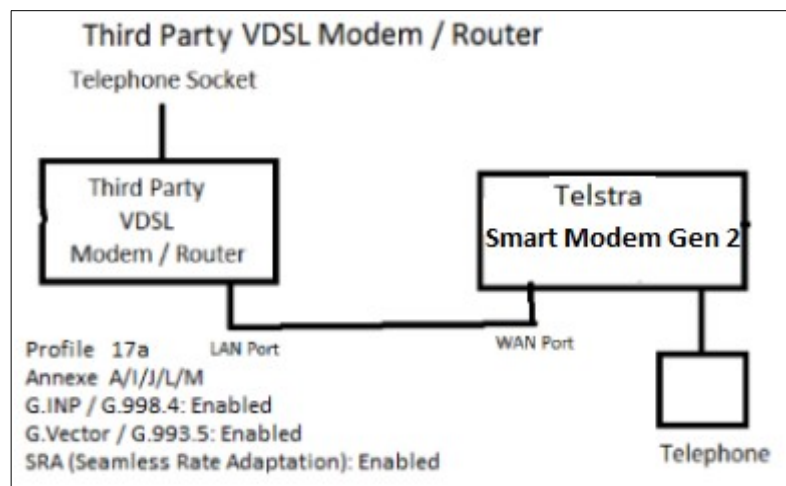 Third Party VDSL Modem / Router
Telephone Socket
Third Party
VDSL
Modem / Router
Telstra
Smart Modem Gen 2
LAN Port
WAN Port
Profile 17a
Annexe A/I/J/L/M
G.INP / G.998.4: Enabled
G.Vector / G.993.5: Enabled
SRA (Seamless Rate Adaptation): Enabled
Telephone